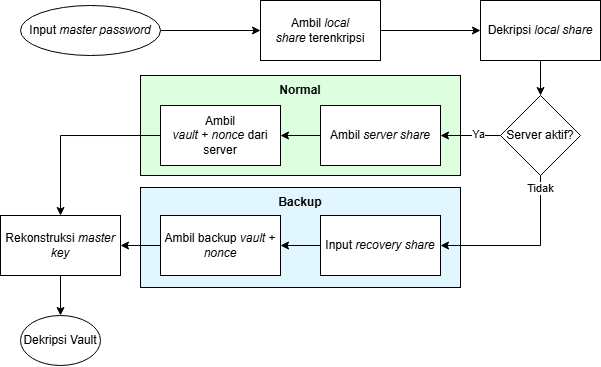 Input master password
Ambil local
share terenkripsi
Dekripsi local share
Normal
Ambil
vault + nonce dari
server
Ambil server share
Ya
Server aktif?
Tidak
Backup
Rekonstruksi master
key
Ambil backup vault +
nonce
Input recovery share
Dekripsi Vault